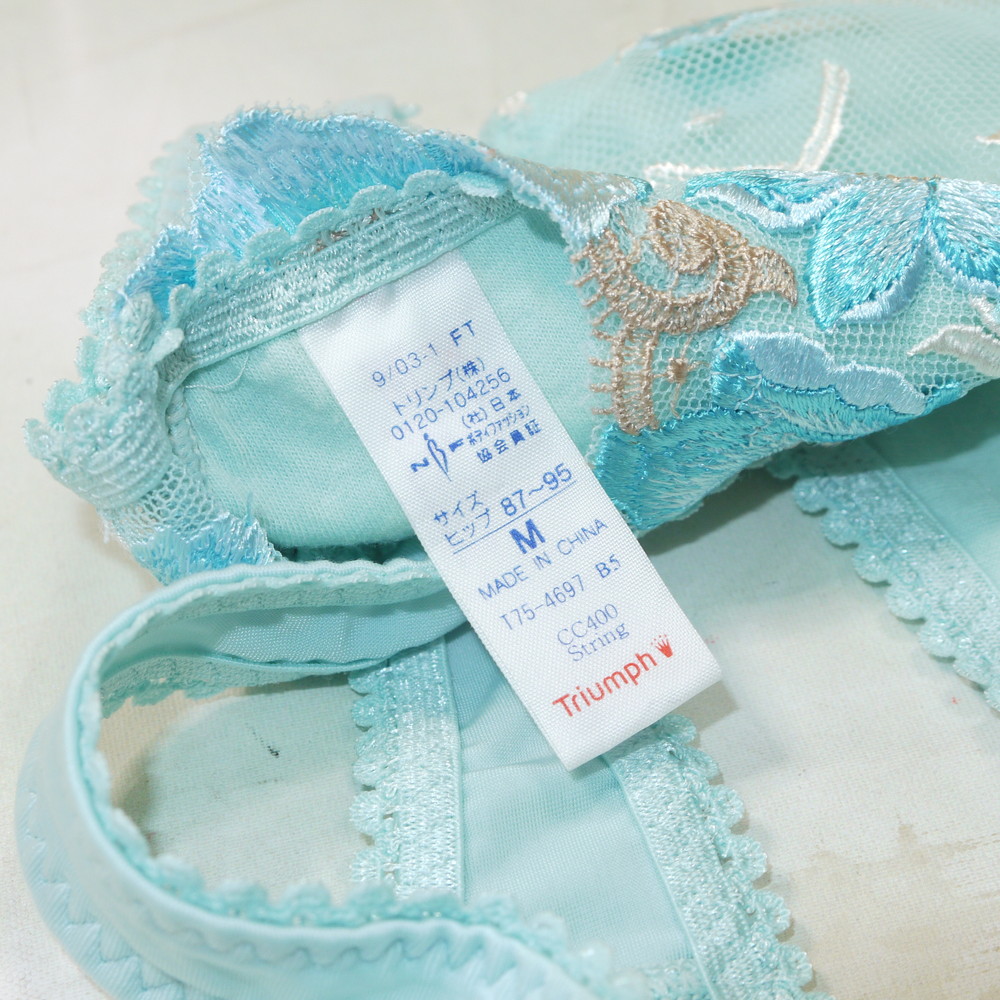 9/03-1 FT
トリンプ(株)
0120-104256
(社)日本
NBF ボディファッション
協会員証
サイズ
ヒップ 87~95
M
MADE IN CHINA
T75-4697 B5
CC400
String
Triumph